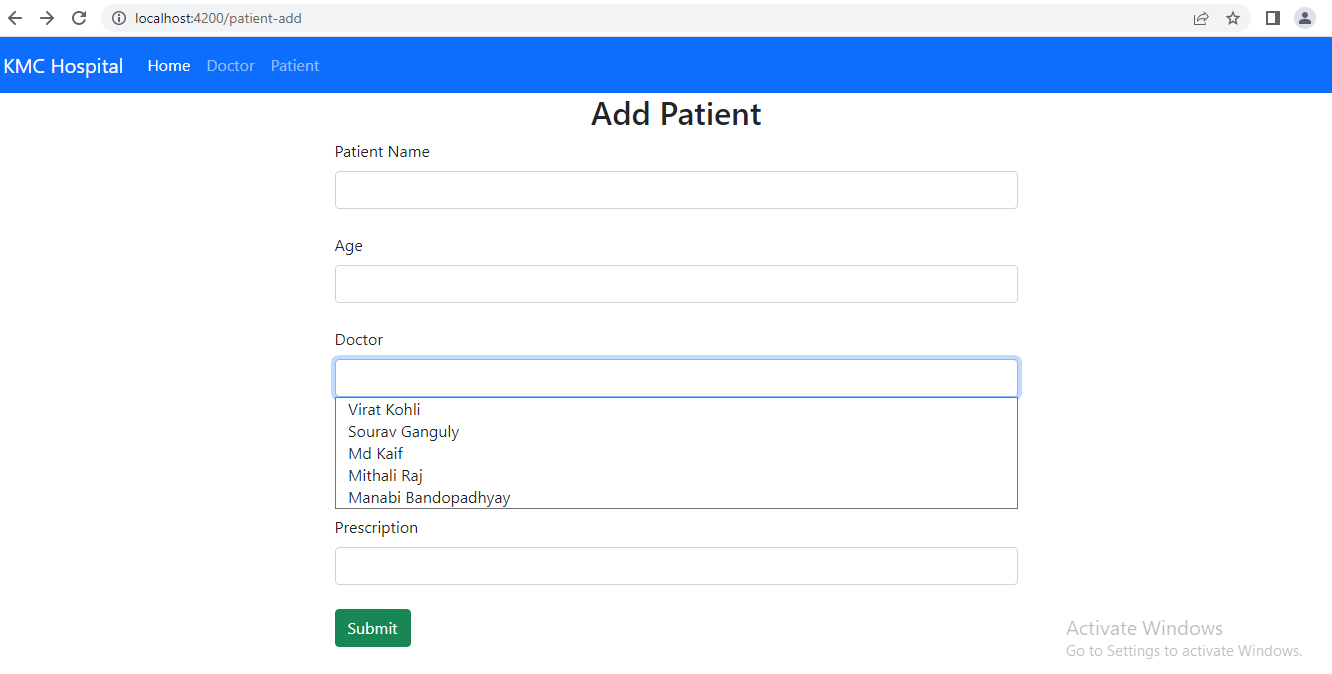 localhost:4200/patient-add
KMC Hospital Home Doctor Patient
Add Patient
Patient Name
Age
Doctor
Virat Kohli
Sourav Ganguly
Md Kaif
Mithali Raj
Manabi Bandopadhyay
Prescription
Submit
Activate Windows
Go to Settings to activate Windows.